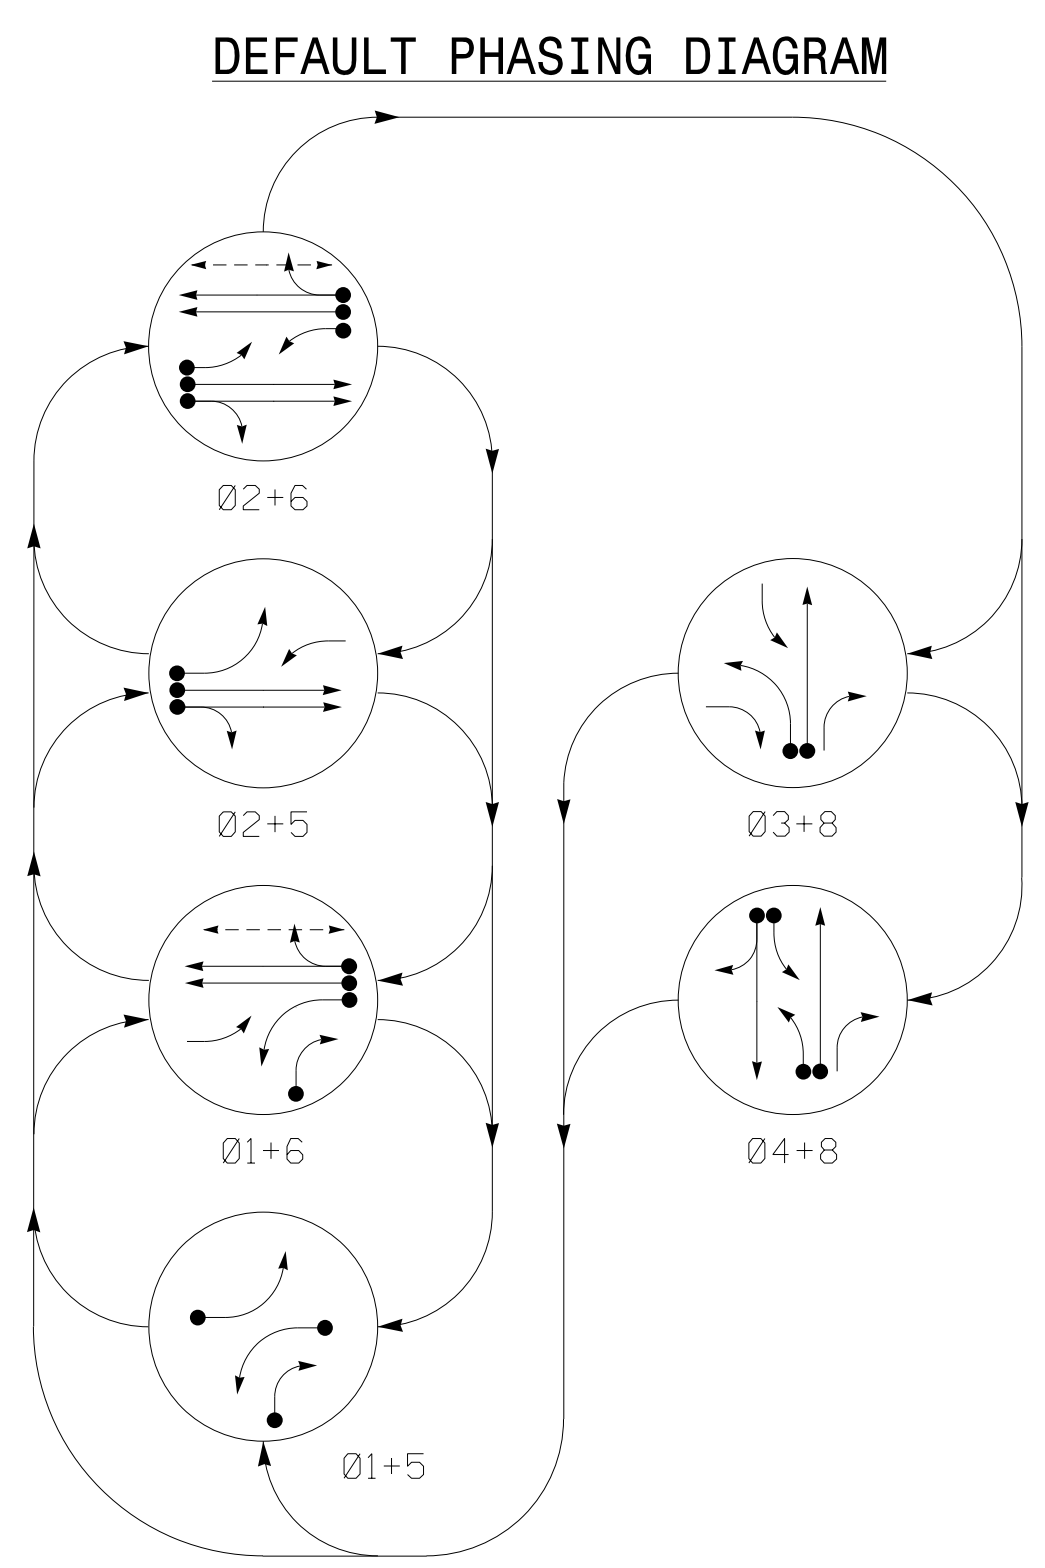 DEFAULT PHASING DIAGRAM
Ø2+6
Ø2+5
Ø3+8
Ø1+6
Ø4+8
Ø1+5